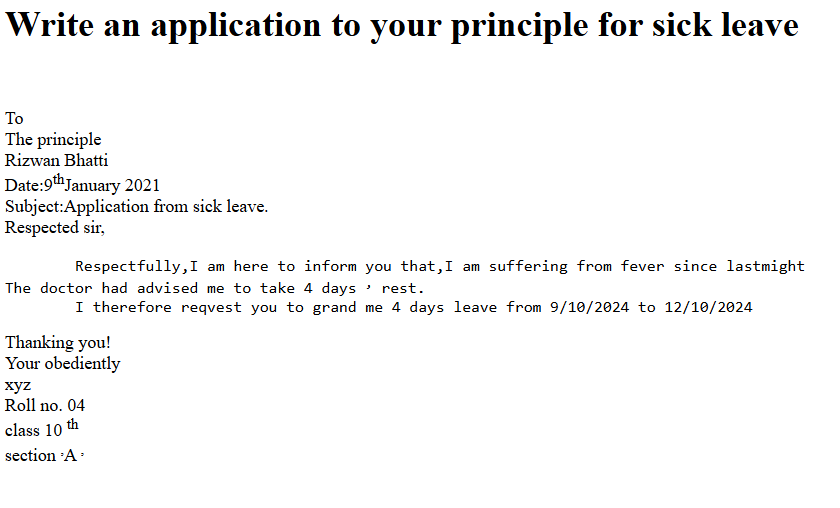 Write an application to your principle for sick leave
To
The principle
Rizwan Bhatti
Date:9thJanuary 2021
Subject:Application from sick leave.
Respected sir,
Respectfully,I am here to inform you that,I am suffering from fever since lastmight
The doctor had advised me to take 4 days ’ rest.
I therefore reqvest you to grand me 4 days leave from 9/10/2024 to 12/10/2024
Thanking you!
Your obediently
xyz
Roll no. 04
class 10 th
section ‘A ’